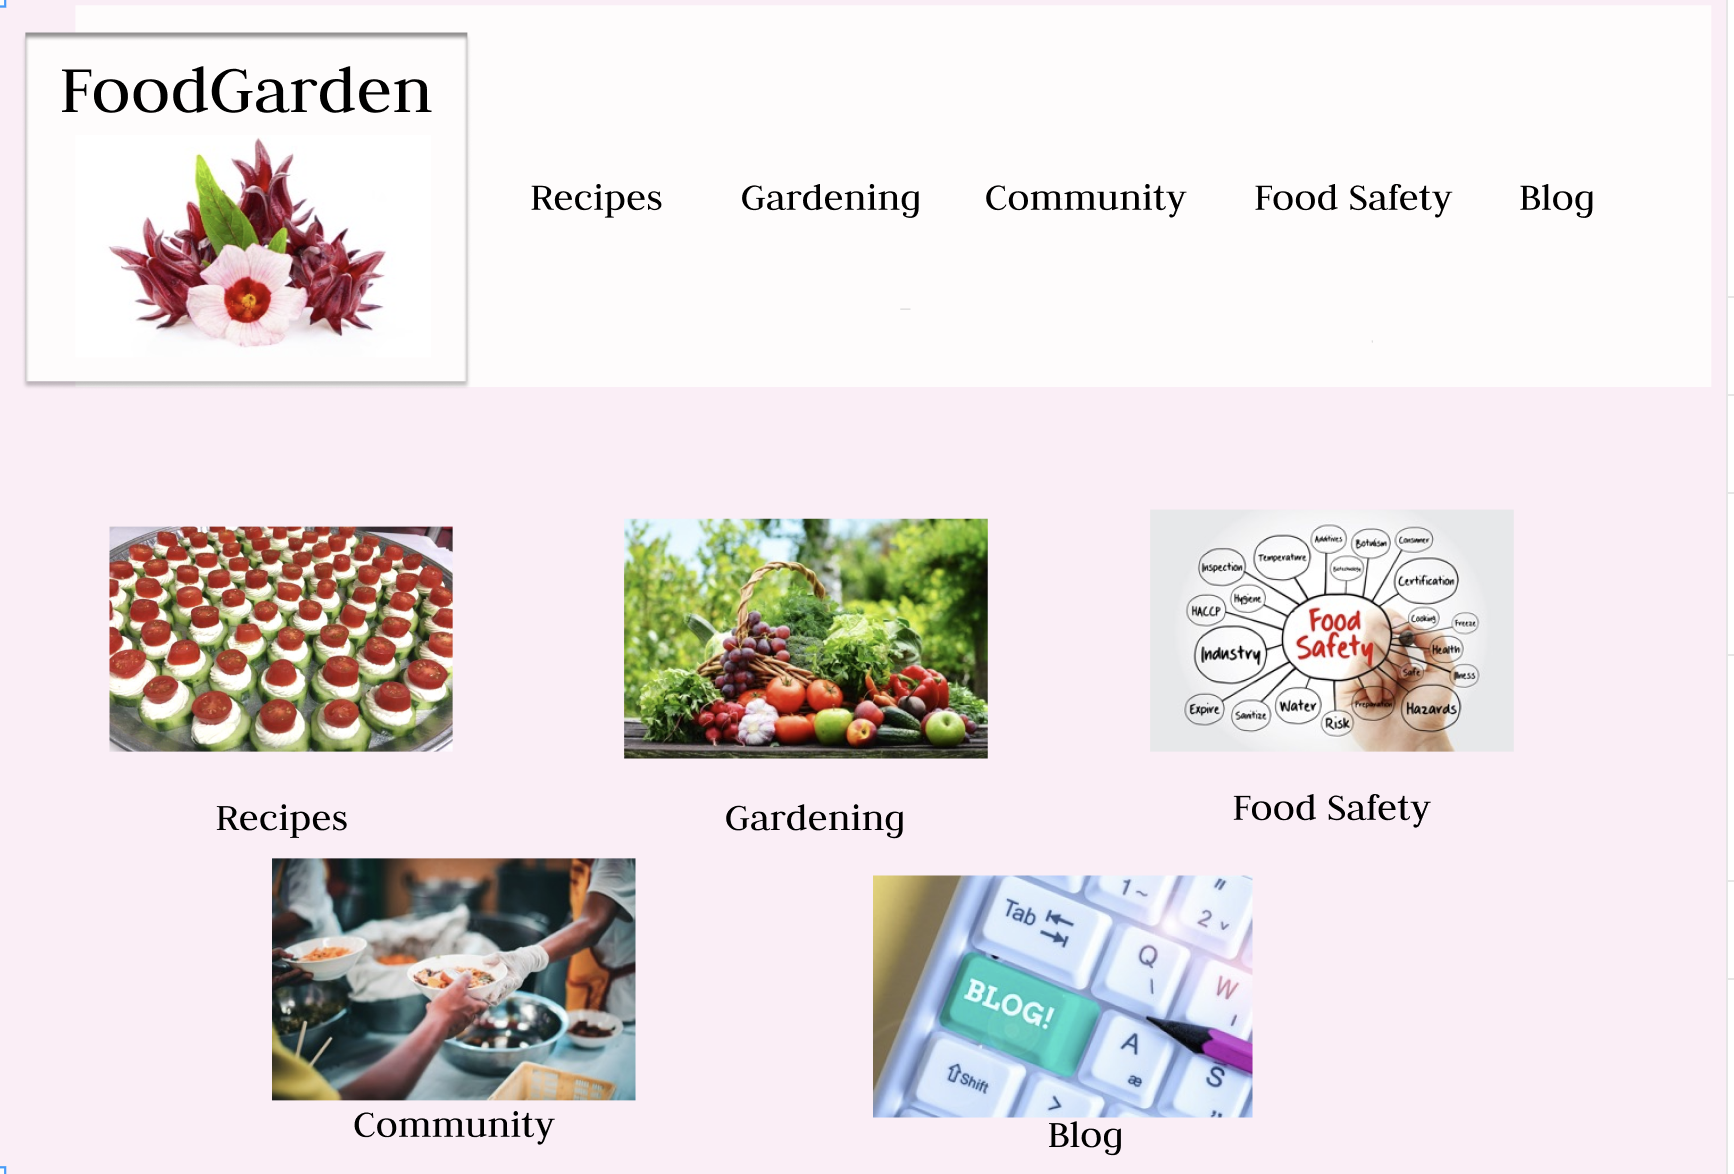 FoodGarden
Recipes Gardening Community Food Safety Blog
Additives Botulism Consumer
Temperature
Inspection
Biotechnology
Certification
Hygiene
HACCP
Cooking
Freeze
Food
Safety
Industry
Health
Safe
Illness
Expire
Sanitize
Water
Preparation
Hazards
Risk
Recipes
Gardening
Food Safety
Tab
1 ~
" 2 v
Q \
W
BLOG!
A æ
S
Shift
>
Community
Blog